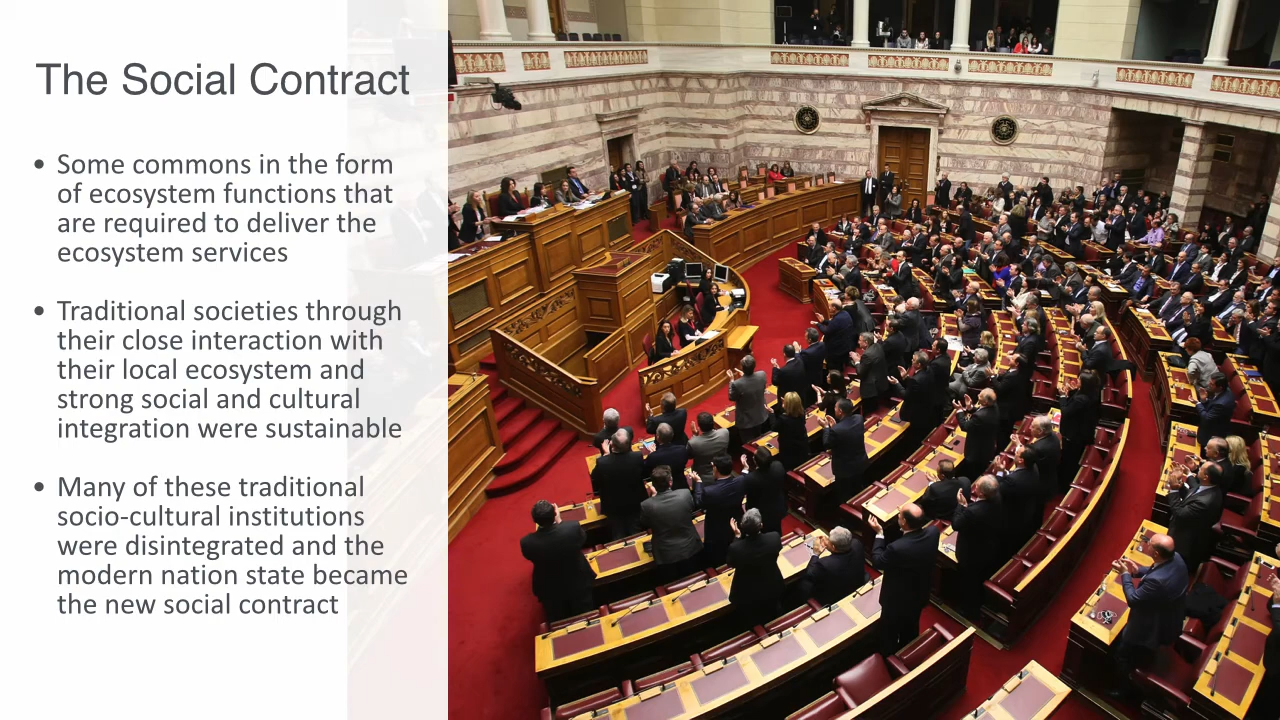 The Social Contract
• Some commons in the form
of ecosystem functions that
are required to deliver the
ecosystem services
• Traditional societies through
their close interaction with
their local ecosystem and
strong social and cultural
integration were sustainable
• Many of these traditional
socio-cultural institutions
were disintegrated and the
modern nation state became
the new social contract